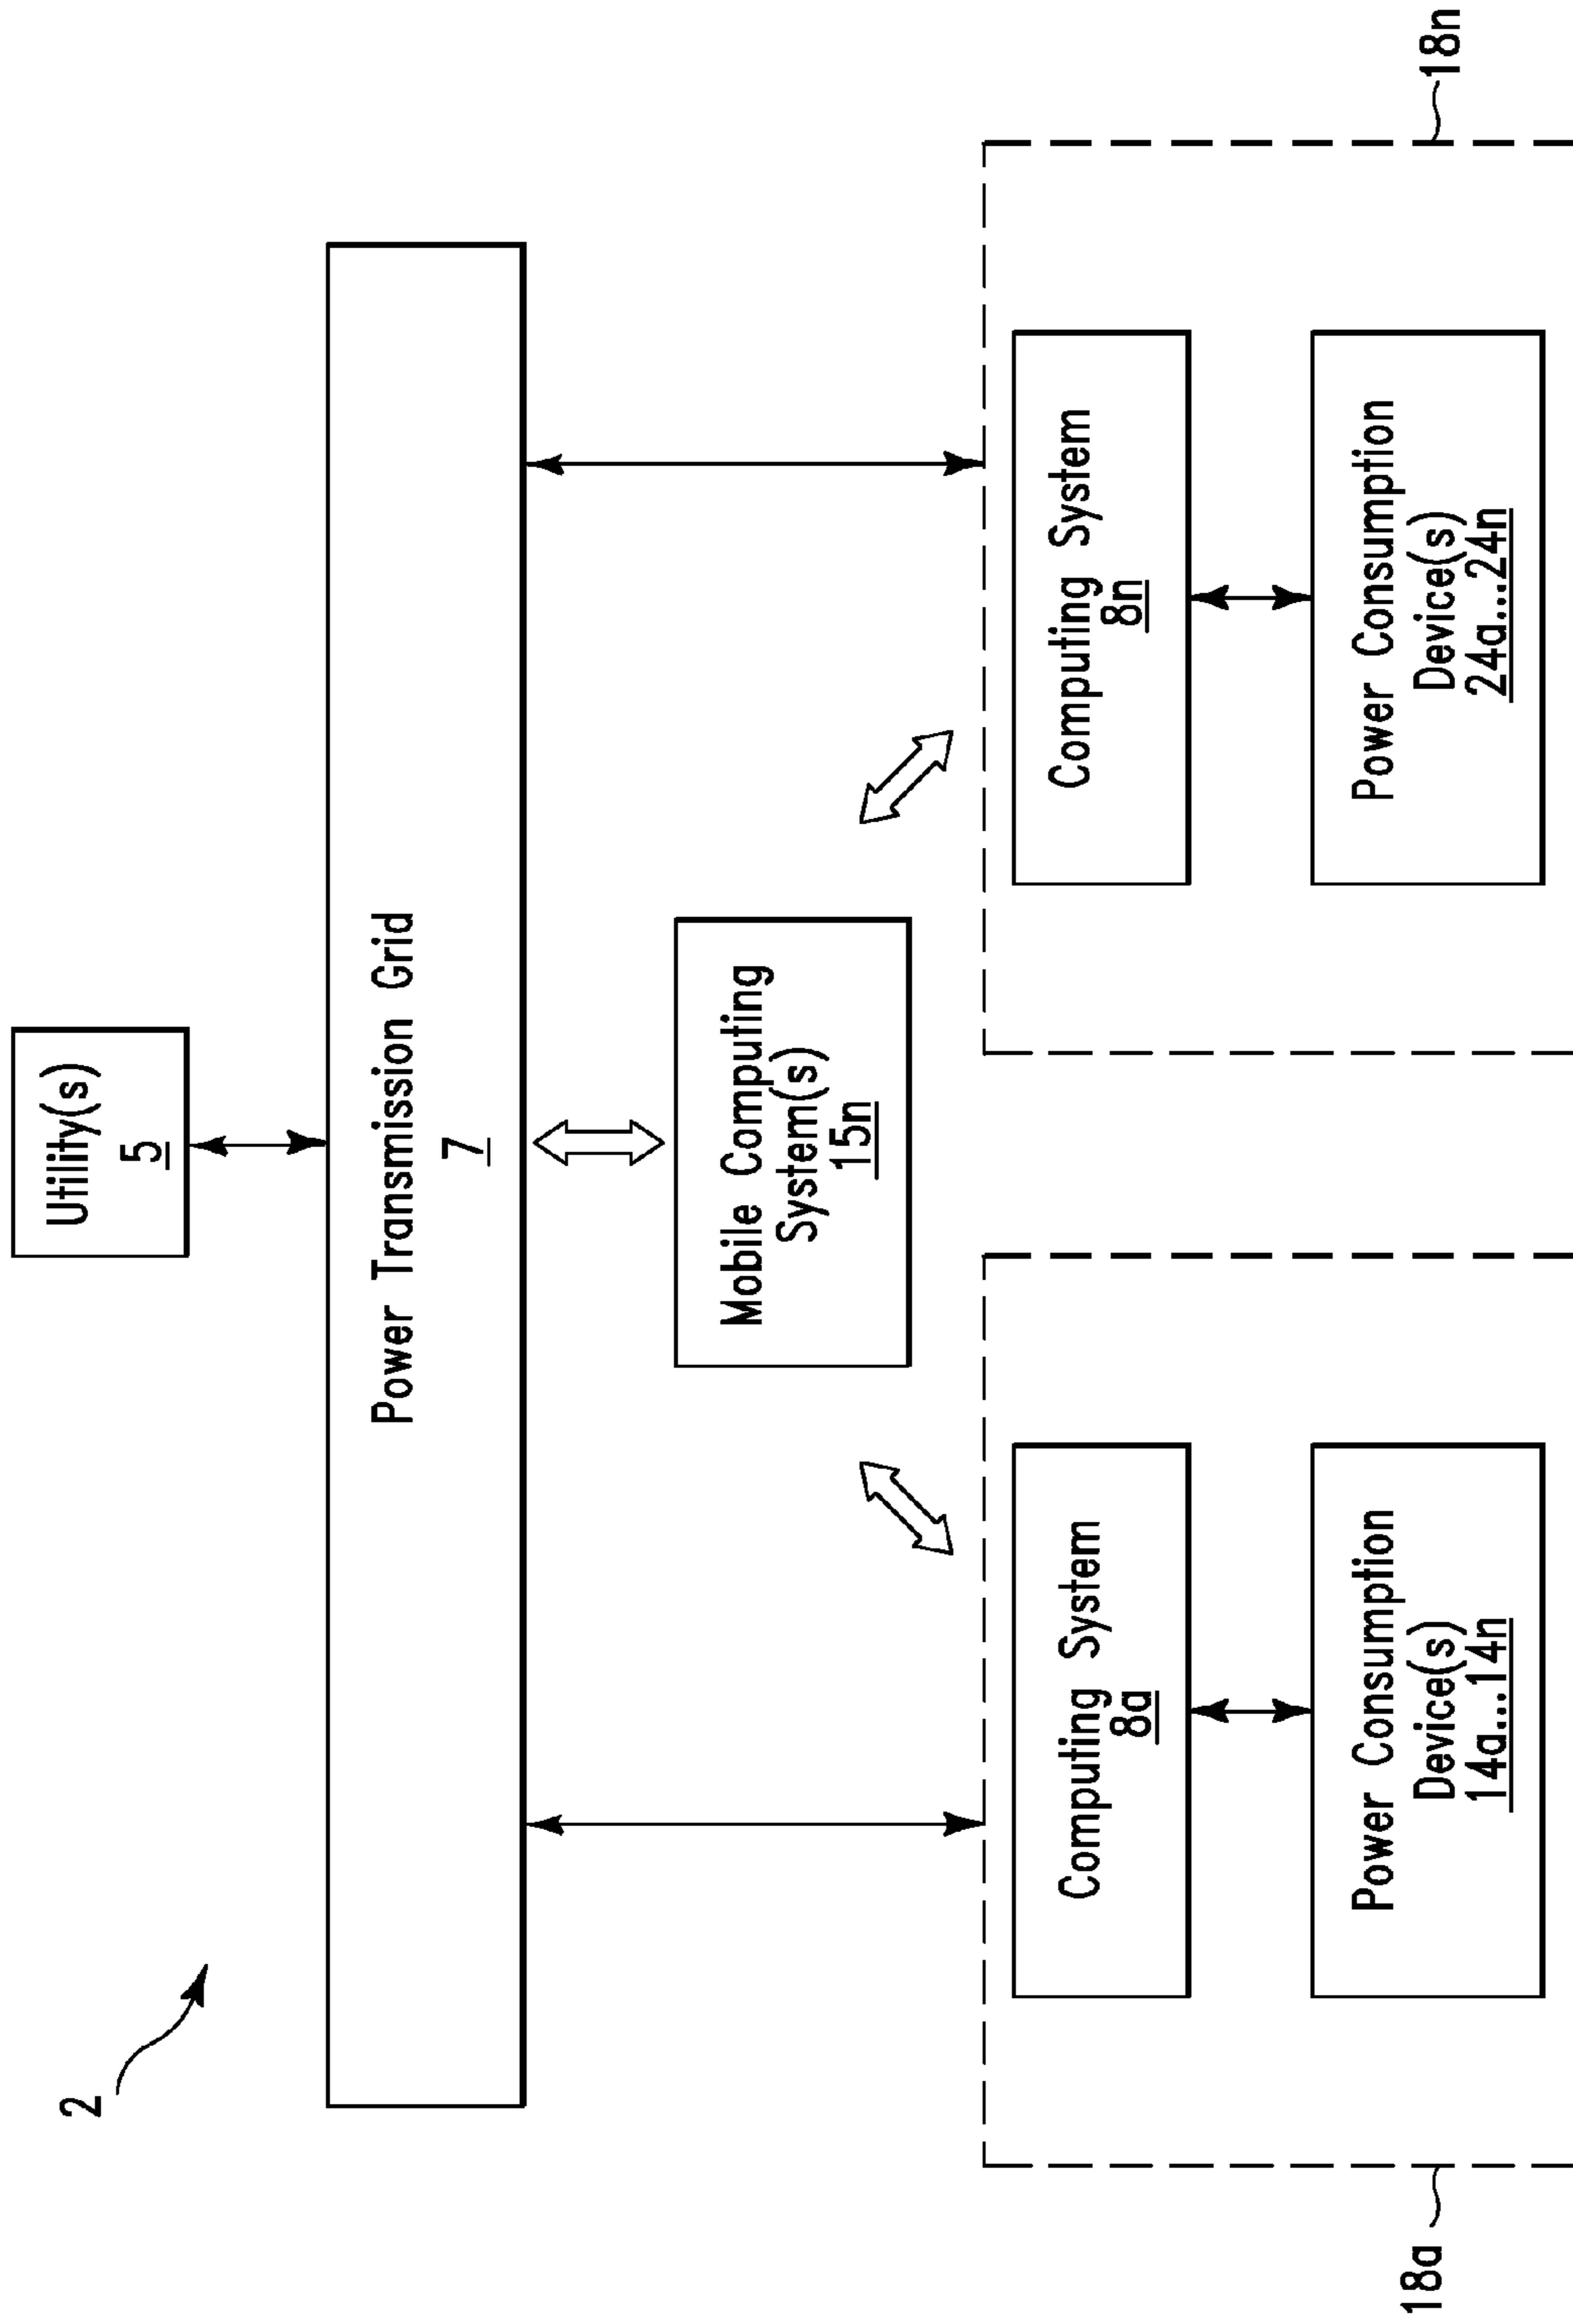 2
Utility(s)
5
Power Transmission Grid
7
Mobile Computing
System(s)
15n
Computing System
8a
Power Consumption
Device(s)
14a...14n
18a
Computing System
8n
Power Consumption
Device(s)
24a...24n
18n